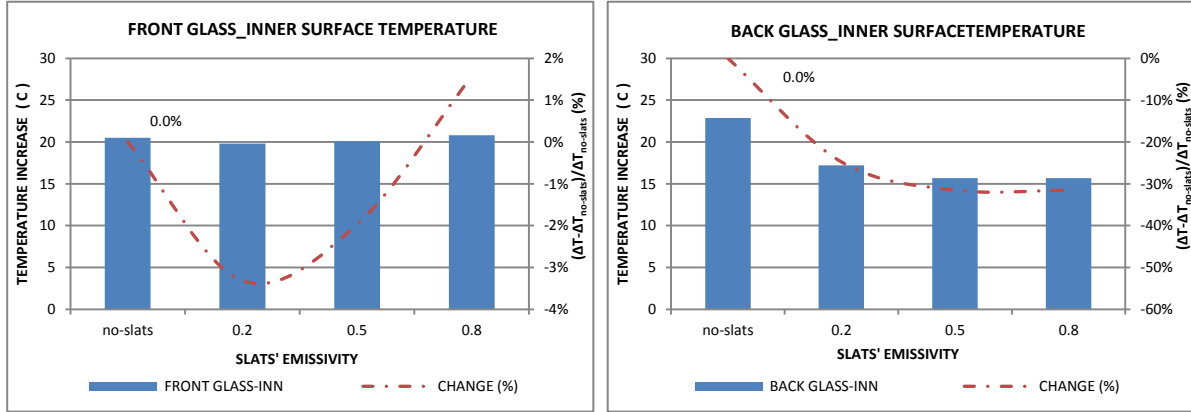 FRONT GLASS_INNER SURFACE TEMPERATURE
TEMPERATURE INCREASE ( C )
30
25
20
15
10
5
0
0.0%
2%
1%
0%
-1%
-2%
-3%
-4%
(ΔT-ΔTno-slats)/ΔTno-slats (%)
no-slats 0.2 0.5 0.8
SLATS' EMISSIVITY
FRONT GLASS-INN CHANGE (%)
BACK GLASS_INNER SURFACETEMPERATURE
TEMPERATURE INCREASE ( C )
30
25
20
15
10
5
0
0.0%
0%
-10%
-20%
-30%
-40%
-50%
-60%
(ΔT-ΔTno-slats)/ΔTno-slats (%)
no-slats 0.2 0.5 0.8
SLATS' EMISSIVITY
BACK GLASS-INN CHANGE (%)